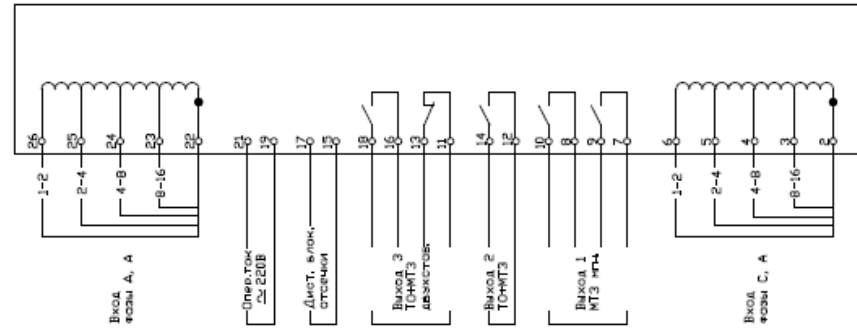 26
25
24
23
22
21
19
17
15
18
16
13
11
14
12
10
8
9
7
6
5
4
3
2
1-2
2-4
4-8
8-16
1-2
2-4
4-8
8-16
Вход
фазы А, А
Опер.ток
~ 220В
Дист. блок.
отсечки
Выход 3
ТО+МТЗ
двухстоб.
Выход 2
ТО+МТЗ
Выход 1
МТЗ
Вход
фазы С, А